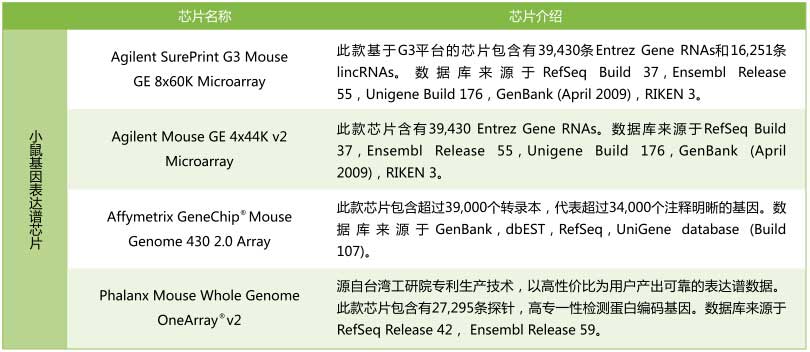 芯片名称
芯片介绍
小鼠基因表达谱芯片
Agilent SurePrint G3 Mouse
GE 8x60K Microarray
此款基于G3平台的芯片包含有39,430条Entrez Gene RNAs和16,251条
lincRNAs。数据库来源于RefSeq Build 37，Ensembl Release
55，Unigene Build 176，GenBank (April 2009)，RIKEN 3。
Agilent Mouse GE 4x44K v2
Microarray
此款芯片含有39,430 Entrez Gene RNAs。数据库来源于RefSeq Build
37，Ensembl Release 55，Unigene Build 176，GenBank (April
2009)，RIKEN 3。
Affymetrix GeneChip® Mouse
Genome 430 2.0 Array
此款芯片包含超过39,000个转录本，代表超过34,000个注释明晰的基因。数
据库来源于GenBank，dbEST，RefSeq，UniGene database (Build
107)。
Phalanx Mouse Whole Genome
OneArray® v2
源自台湾工研院专利生产技术，以高性价比为用户产出可靠的表达谱数据。
此款芯片包含有27,295条探针，高专一性检测蛋白编码基因。数据库来源于
RefSeq Release 42， Ensembl Release 59。